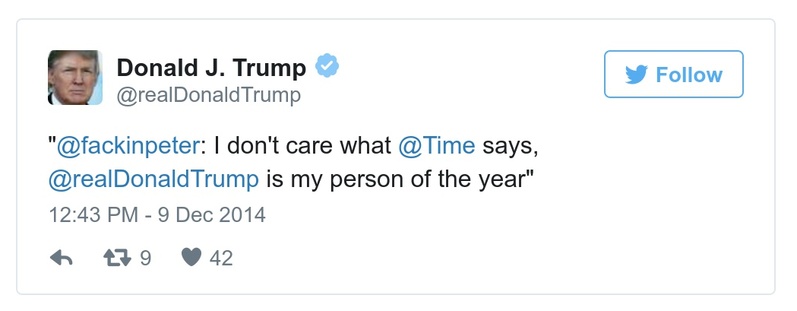 Donald J. Trump
@realDonaldTrump
Follow
"@fackinpeter: I don't care what @Time says,
@realDonaldTrump is my person of the year"
12:43 PM - 9 Dec 2014
9 42